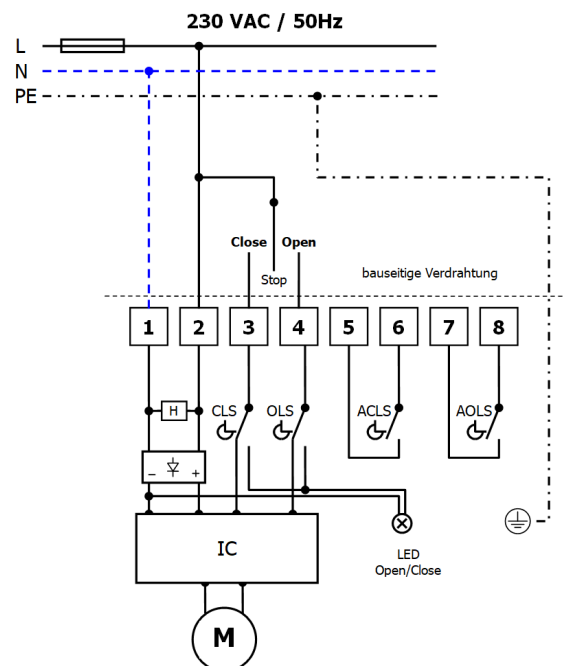 230 VAC / 50Hz
L
N
PE
Close Open
Stop
bauseitige Verdrahtung
1 2 3 4 5 6 7 8
CLS OLS ACLS AOLS
H
− +
IC
LED
Open/Close
M